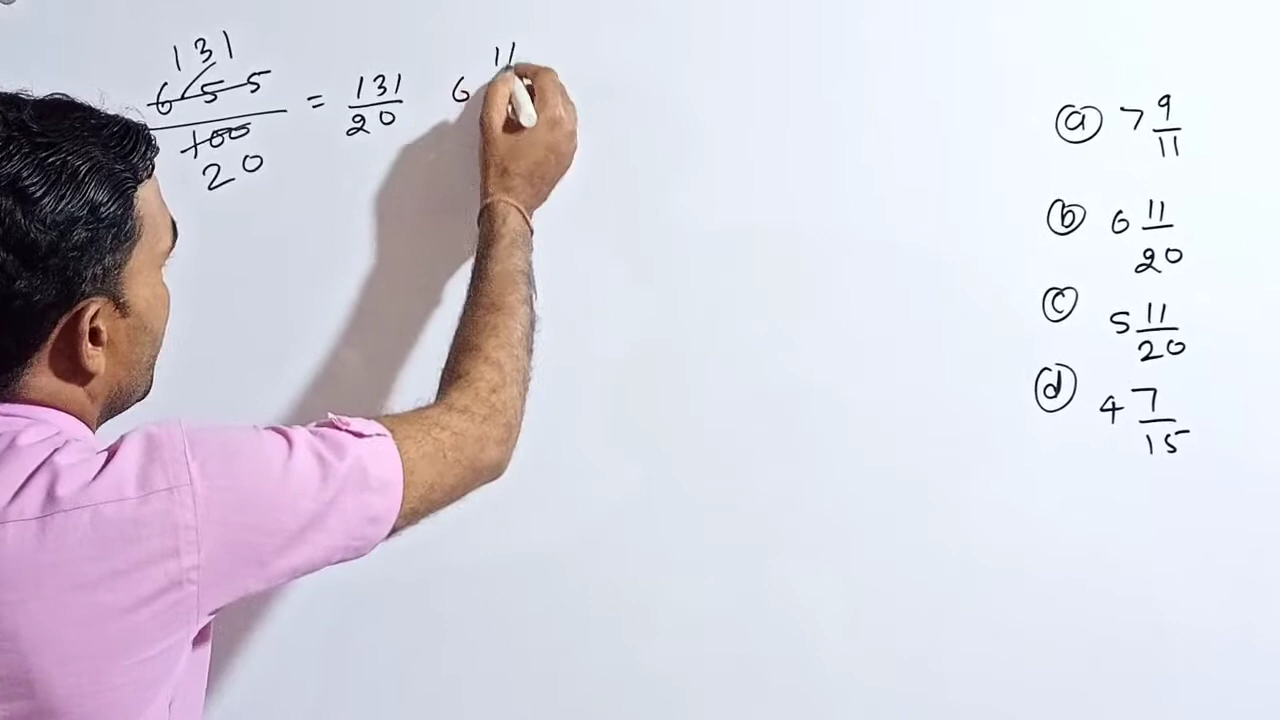 131
655/100 = 131/20 6 11
20
(a) 7 9/11
(b) 6 11/20
(c) 5 11/20
(d) 4 7/15